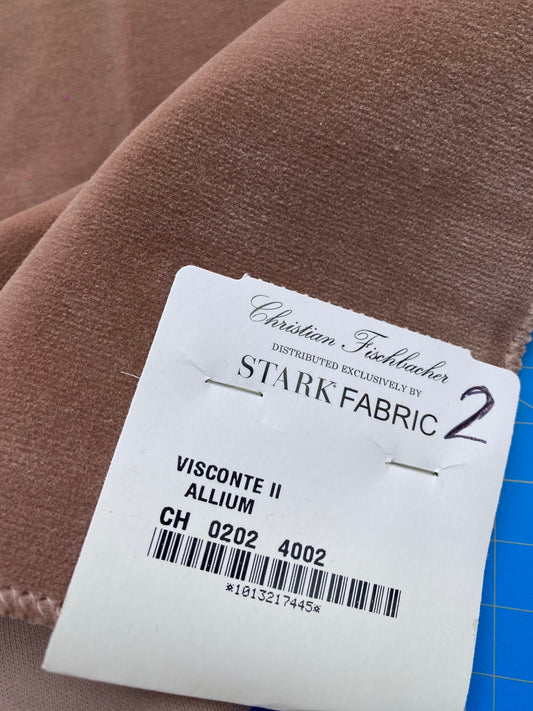 Christian Fischbacher
DISTRIBUTED EXCLUSIVELY BY
STARK FABRIC 2
VISCONTE II
ALLIUM
CH 0202 4002
*1013217445*